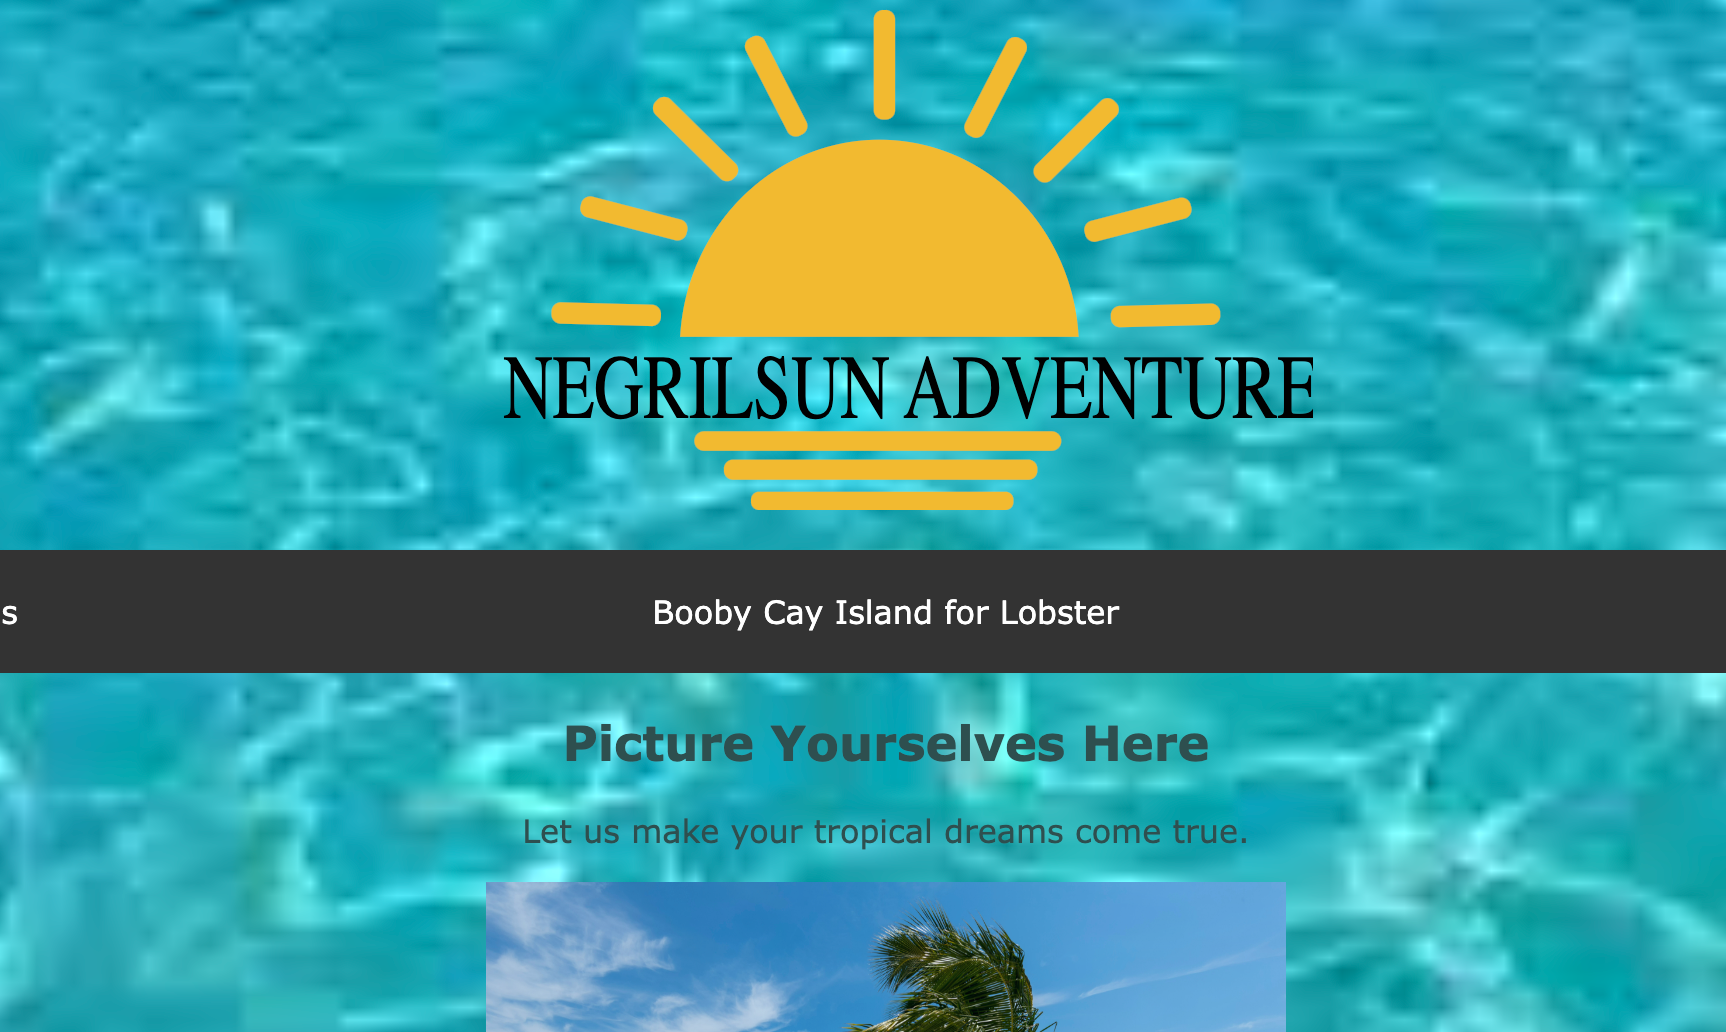 NEGRILSUN ADVENTURE
s
Booby Cay Island for Lobster
Picture Yourselves Here
Let us make your tropical dreams come true.